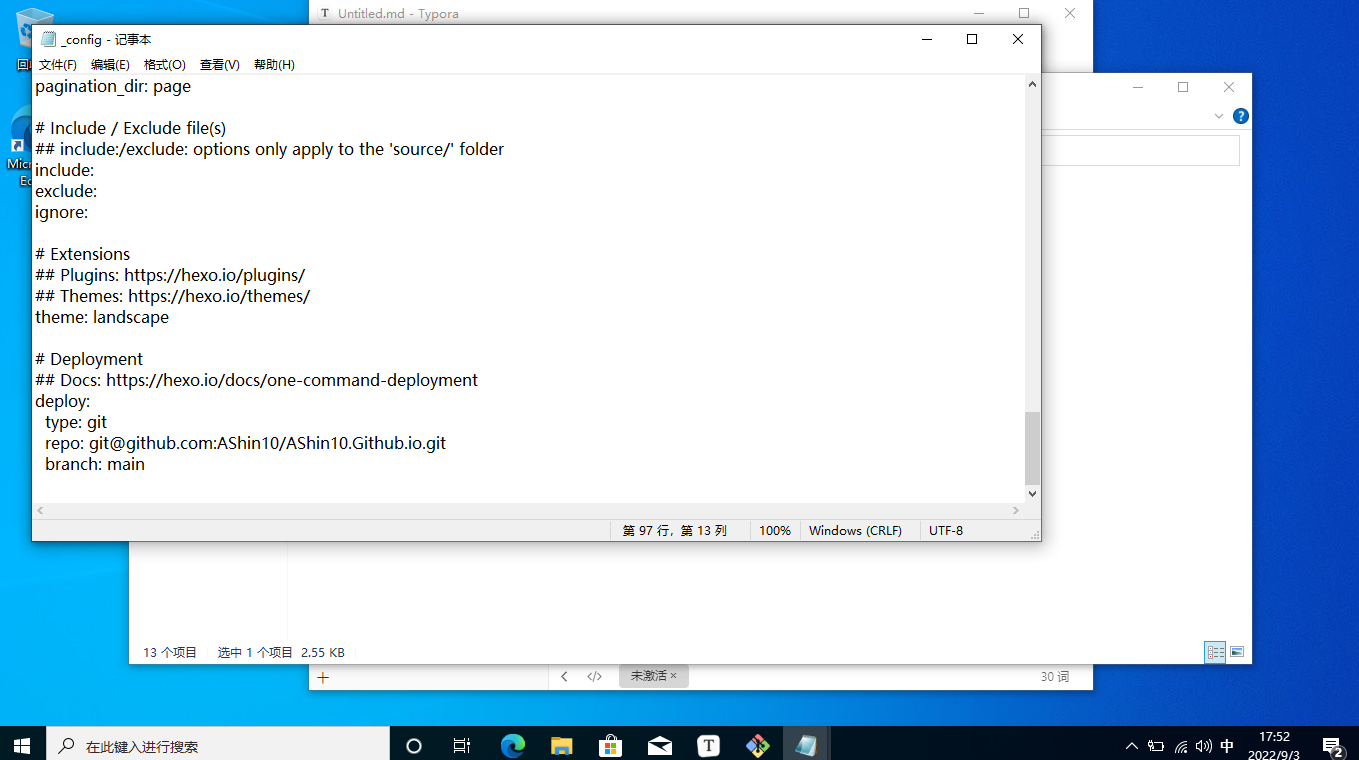 Untitled.md - Typora
_config - 记事本
文件(F) 编辑(E) 格式(O) 查看(V) 帮助(H)
pagination_dir: page
# Include / Exclude file(s)
## include:/exclude: options only apply to the 'source/' folder
include:
exclude:
ignore:
# Extensions
## Plugins: https://hexo.io/plugins/
## Themes: https://hexo.io/themes/
theme: landscape
# Deployment
## Docs: https://hexo.io/docs/one-command-deployment
deploy:
type: git
repo: git@github.com:AShin10/AShin10.Github.io.git
branch: main
第 97 行，第 13 列 100% Windows (CRLF) UTF-8
13 个项目 选中 1 个项目 2.55 KB
未激活 × 30 词
在此键入进行搜索
中
17:52
2022/9/3
2